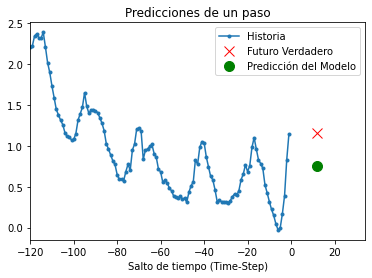 Predicciones de un paso
Historia
Futuro Verdadero
Predicción del Modelo
2.5
2.0
1.5
1.0
0.5
0.0
−120 −100 −80 −60 −40 −20 0 20
Salto de tiempo (Time-Step)